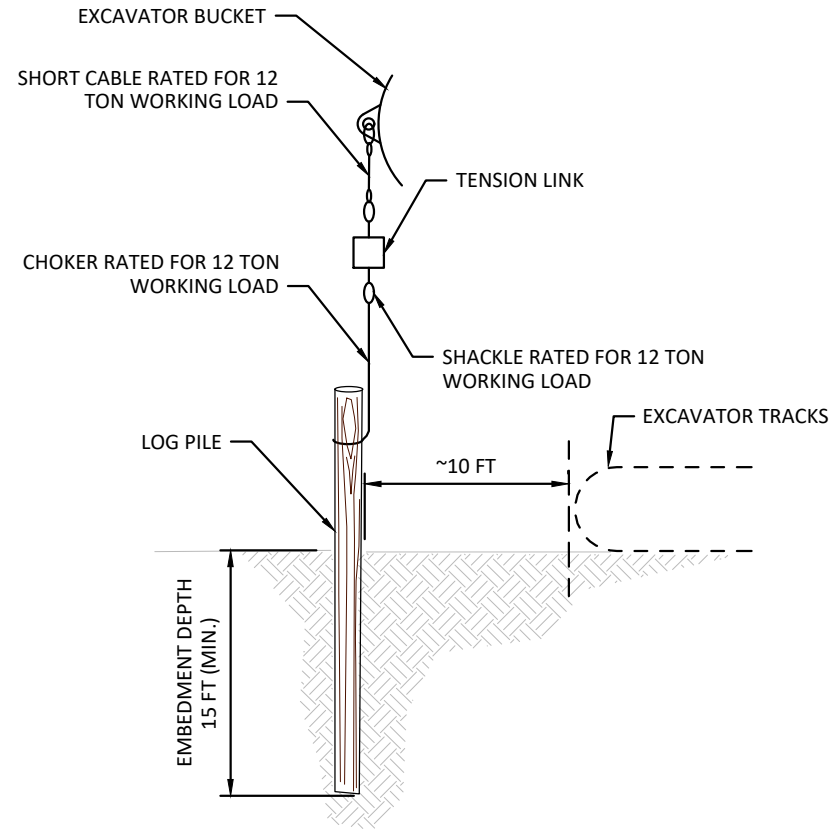 EXCAVATOR BUCKET
SHORT CABLE RATED FOR 12
TON WORKING LOAD
TENSION LINK
CHOKER RATED FOR 12 TON
WORKING LOAD
SHACKLE RATED FOR 12 TON
WORKING LOAD
EXCAVATOR TRACKS
LOG PILE
~10 FT
EMBEDMENT DEPTH
15 FT (MIN.)